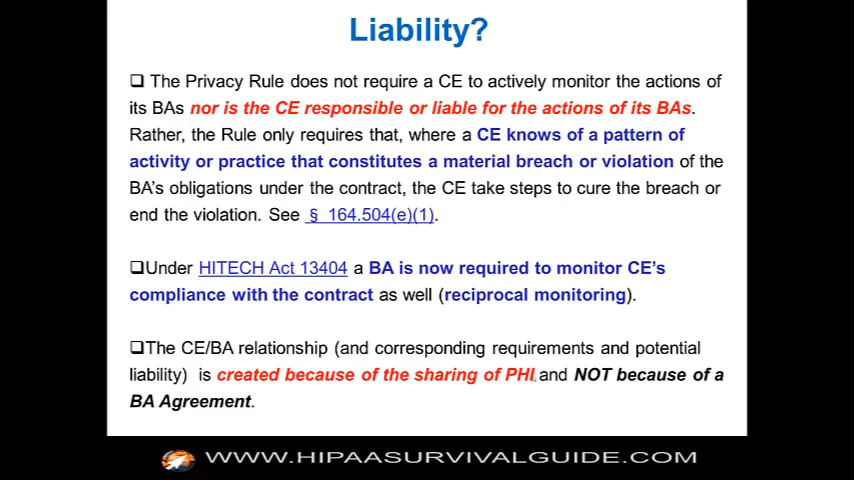 Liability?
❑ The Privacy Rule does not require a CE to actively monitor the actions of
its BAs nor is the CE responsible or liable for the actions of its BAs.
Rather, the Rule only requires that, where a CE knows of a pattern of
activity or practice that constitutes a material breach or violation of the
BA's obligations under the contract, the CE take steps to cure the breach or
end the violation. See § 164.504(e)(1).
❑Under HITECH Act 13404 a BA is now required to monitor CE's
compliance with the contract as well (reciprocal monitoring).
❑The CE/BA relationship (and corresponding requirements and potential
liability) is created because of the sharing of PHI and NOT because of a
BA Agreement.
WWW.HIPAASURVIVALGUIDE.COM